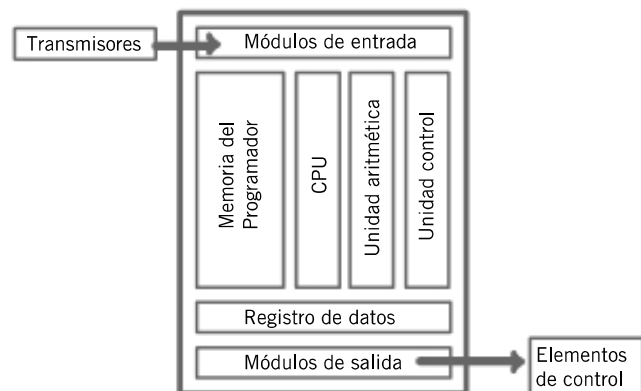 Transmisores
Módulos de entrada
Memoria del
Programador
CPU
Unidad aritmética
Unidad control
Registro de datos
Módulos de salida
Elementos
de control